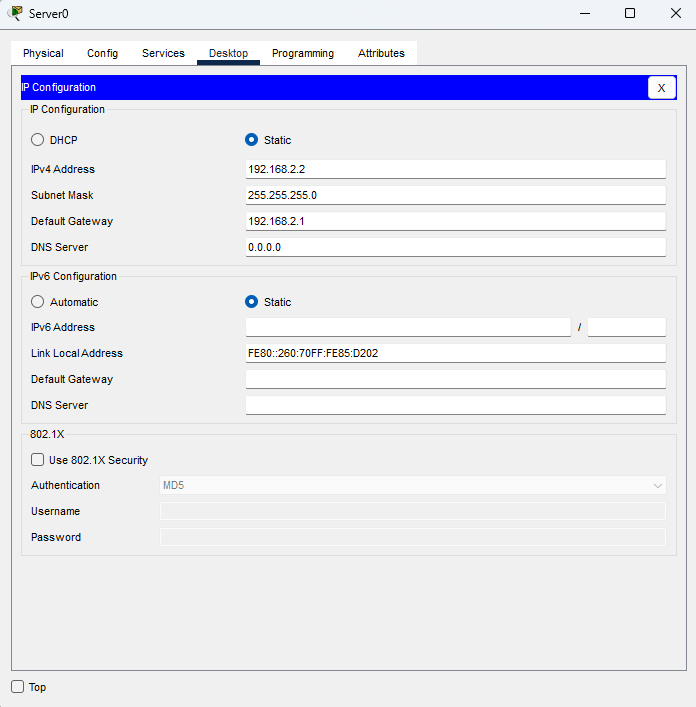 Server0
Physical Config Services Desktop Programming Attributes
IP Configuration X
IP Configuration
DHCP Static
IPv4 Address 192.168.2.2
Subnet Mask 255.255.255.0
Default Gateway 192.168.2.1
DNS Server 0.0.0.0
IPv6 Configuration
Automatic Static
IPv6 Address /
Link Local Address FE80::260:70FF:FE85:D202
Default Gateway
DNS Server
802.1X
Use 802.1X Security
Authentication MD5
Username
Password
Top